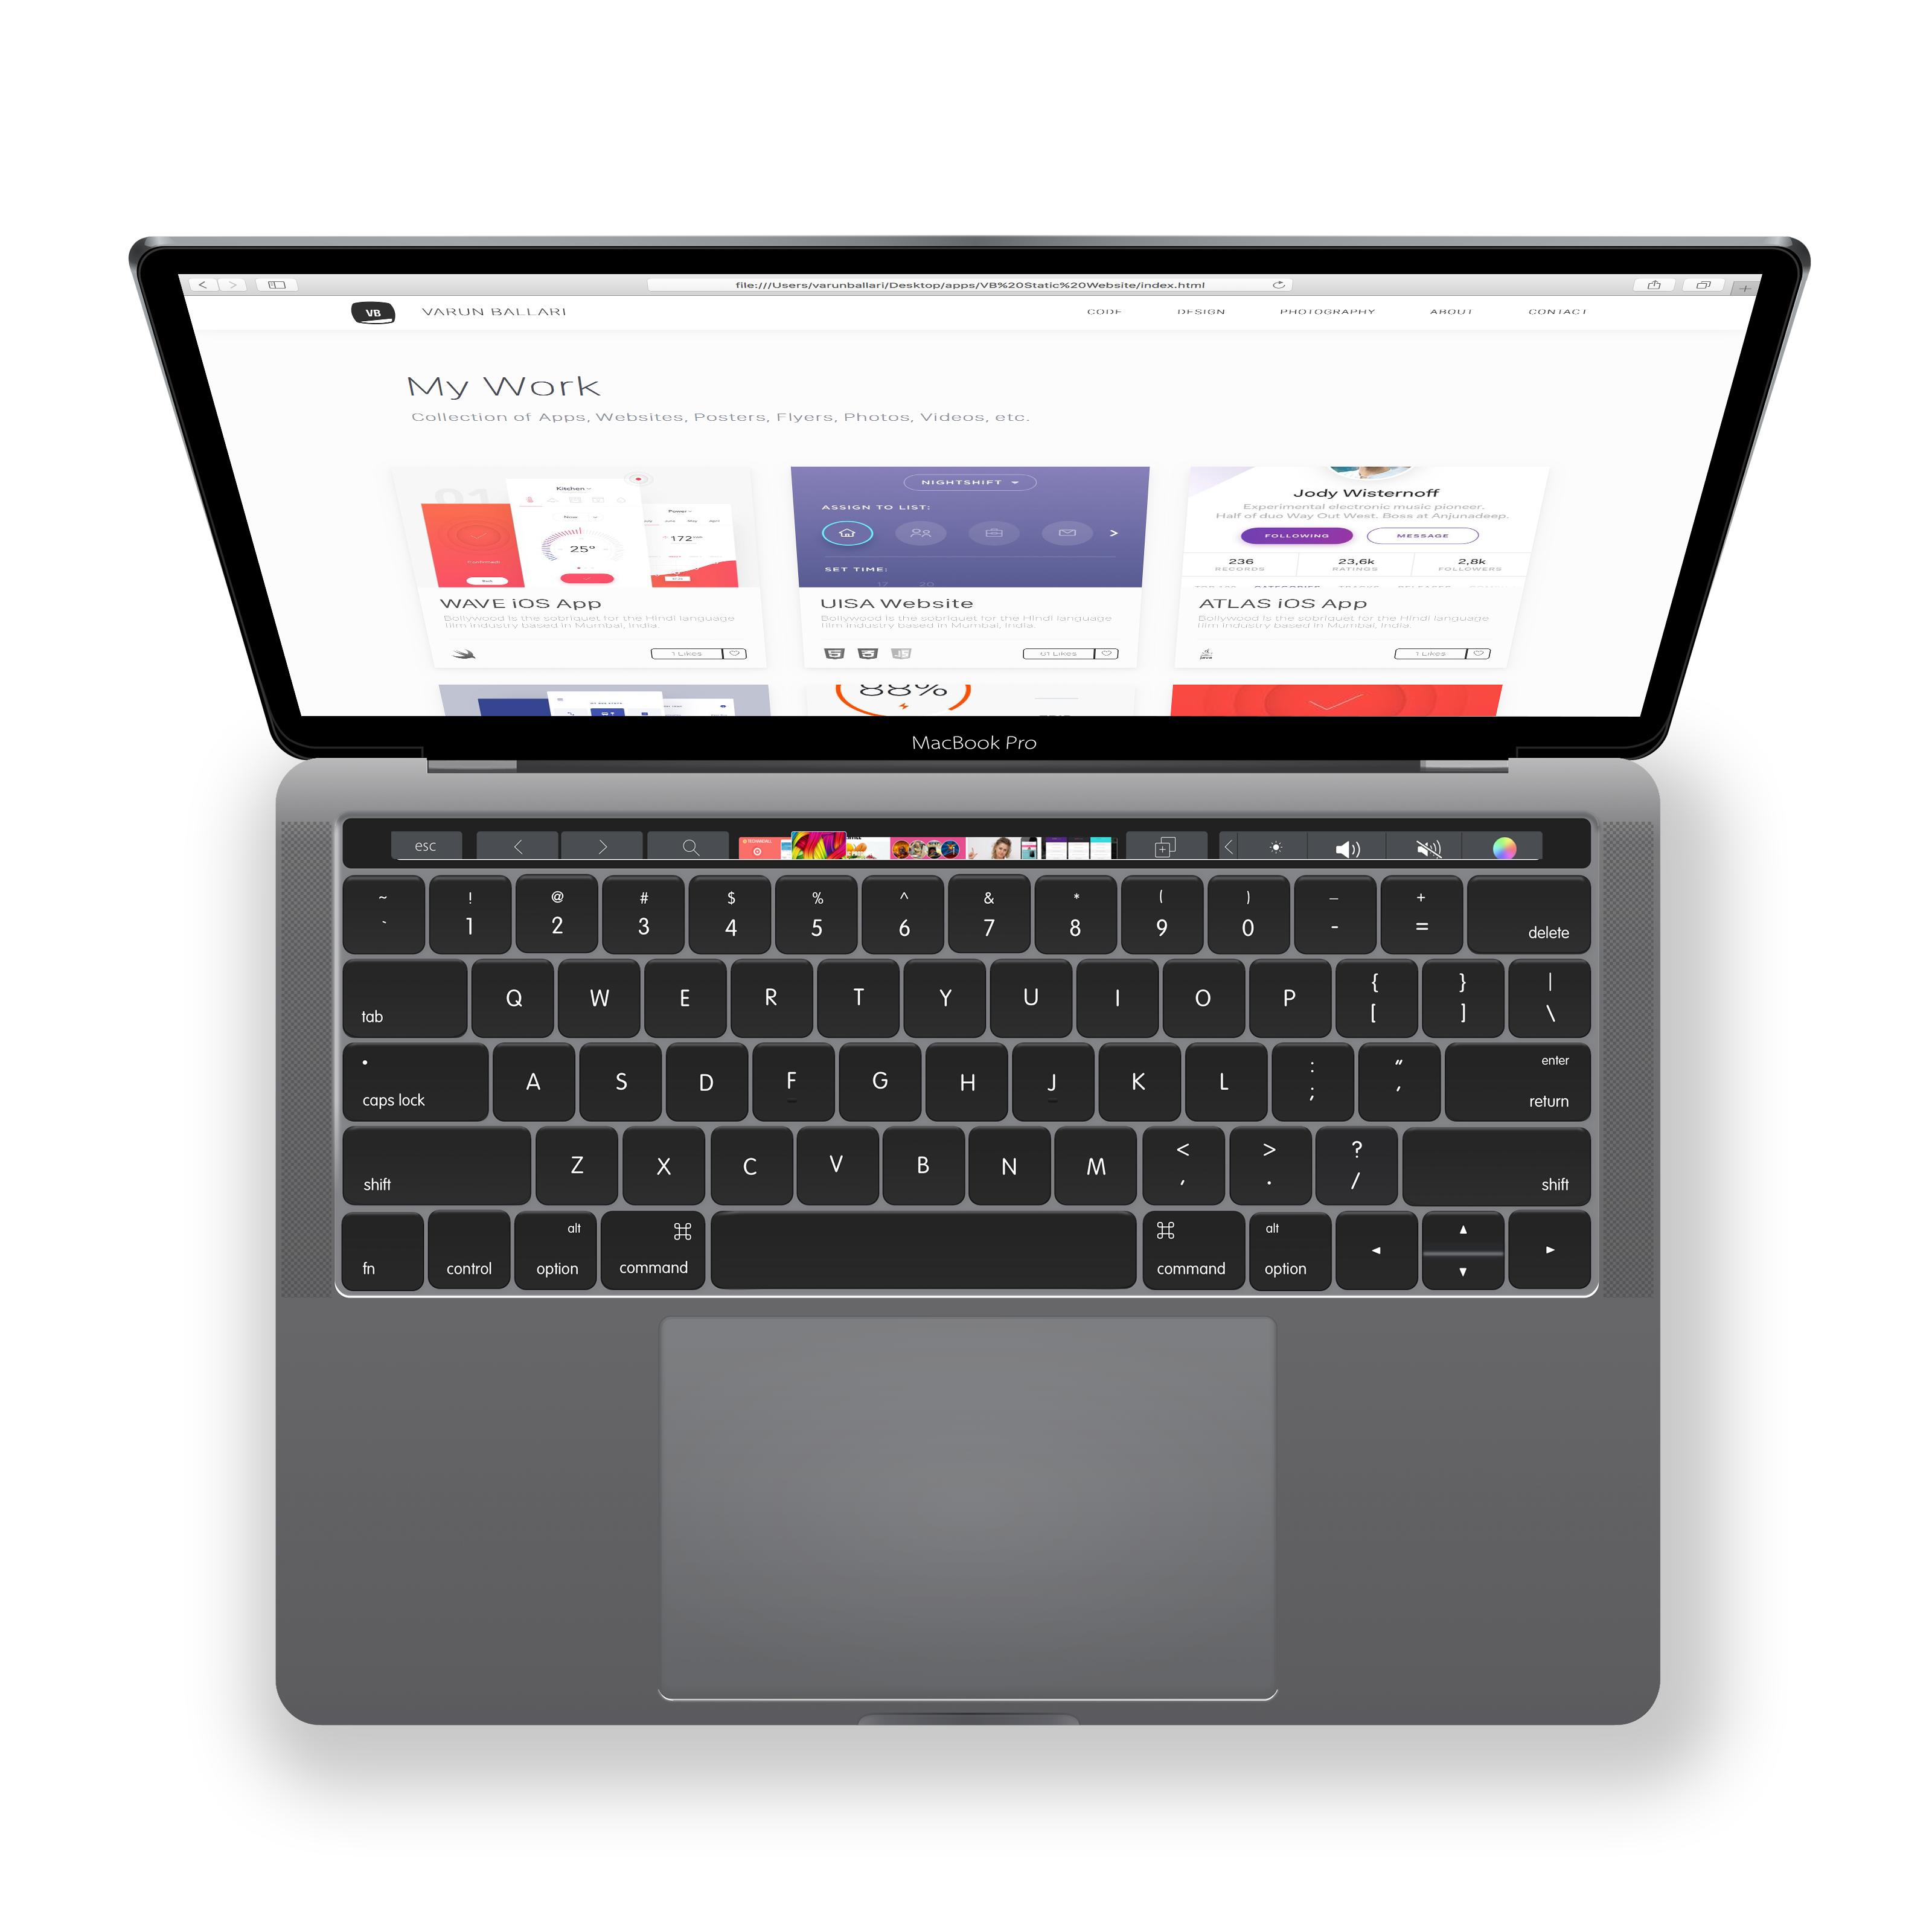 file:///Users/varunballari/Desktop/apps/VB%20Static%20Website/index.html
VB VARUN BALLARI CODE DESIGN PHOTOGRAPHY ABOUT CONTACT
My Work
Collection of Apps, Websites, Posters, Flyers, Photos, Videos, etc.
01
Kitchen
Now
25°
Power
172
NIGHTSHIFT
ASSIGN TO LIST:
SET TIME:
17 20
Jody Wisternoff
Experimental electronic music pioneer.
Half of duo Way Out West. Boss at Anjunadeep.
FOLLOWING MESSAGE
236 23,6k 2,8k
RECORDS RATINGS FOLLOWERS
WAVE iOS App
Bollywood is the sobriquet for the Hindi language
film industry based in Mumbai, India
1 Likes
UISA Website
Bollywood is the sobriquet for the Hindi language
film industry based in Mumbai, India
JS
61 Likes
ATLAS iOS App
Bollywood is the sobriquet for the Hindi language
film industry based in Mumbai, India.
Java
1 Likes
88%
MacBook Pro
esc
~ ! @ # $ % ^ & * ( ) _ +
` 1 2 3 4 5 6 7 8 9 0 - = delete
tab Q W E R T Y U I O P { [ } ] | \
caps lock A S D F G H J K L : ; " ' enter return
shift Z X C V B N M < , > . ? / shift
fn control alt option ⌘ command ⌘ command alt option ◄ ▲ ▼ ►